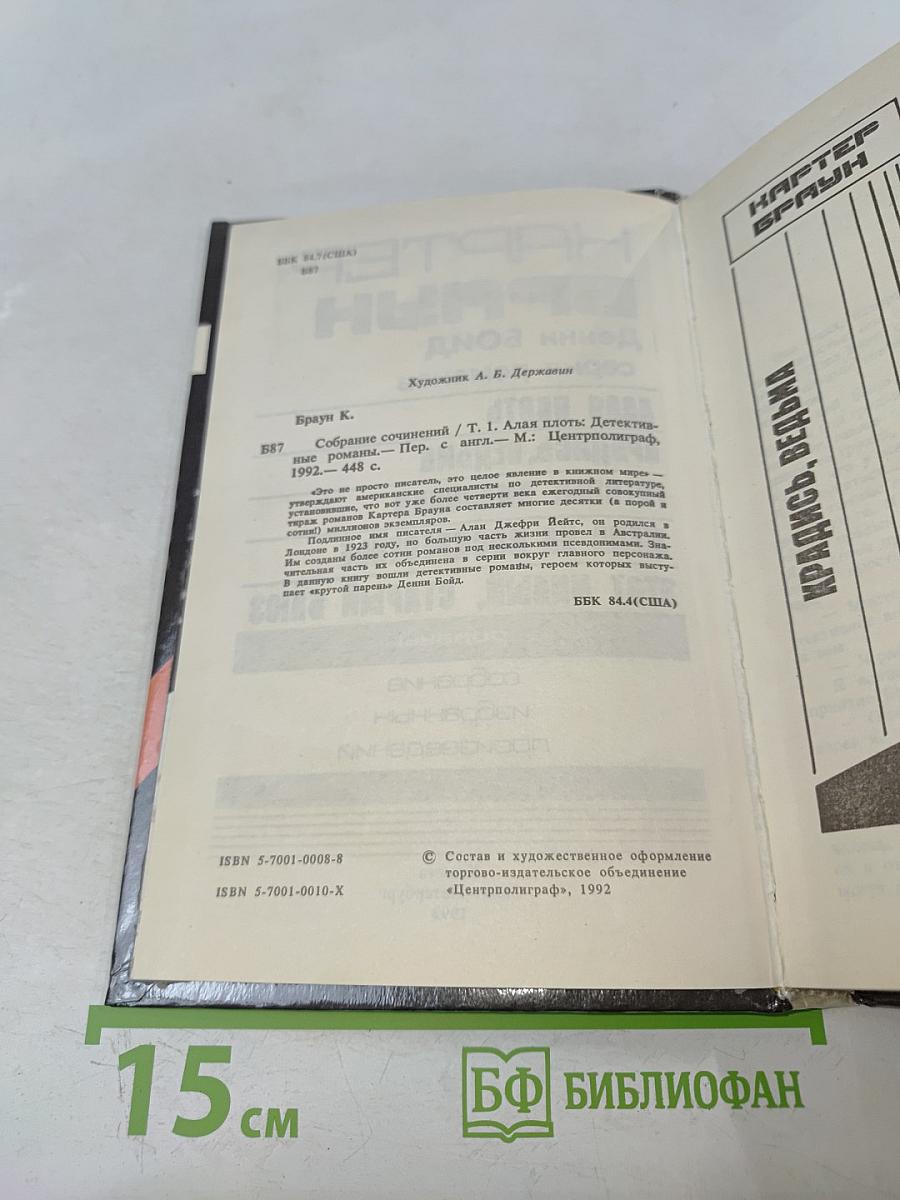 ББК 84.7(США)
Б87
Художник А. Б. Державин
Браун К.
Б87 Собрание сочинений / Т. 1. Алая плоть: Детектив-
ные романы.— Пер. с англ.— М.: Центрполиграф,
1992.— 448 с.
«Это не просто писатель, это целое явление в книжном мире» —
утверждают американские специалисты по детективной литературе,
установившие, что вот уже более четверти века ежегодный совокупный
тираж романов Картера Брауна составляет многие десятки (а порой и
сотни!) миллионов экземпляров.
Подлинное имя писателя — Алан Джефри Йейтс, он родился в
Лондоне в 1923 году, но большую часть жизни провел в Австралии.
Им созданы более сотни романов под несколькими псевдонимами. Зна-
чительная часть их объединена в серии вокруг главного персонажа.
В данную книгу вошли детективные романы, героем которых высту-
пает «крутой парень» Денни Бойд.
ББК 84.4(США)
ISBN 5-7001-0008-8
ISBN 5-7001-0010-X
© Состав и художественное оформление
торгово-издательское объединение
«Центрполиграф», 1992
КАРТЕР
БРАУН
КРАДИСЬ, ВЕДЬМА
15 см
БФ БИБЛИОФАН